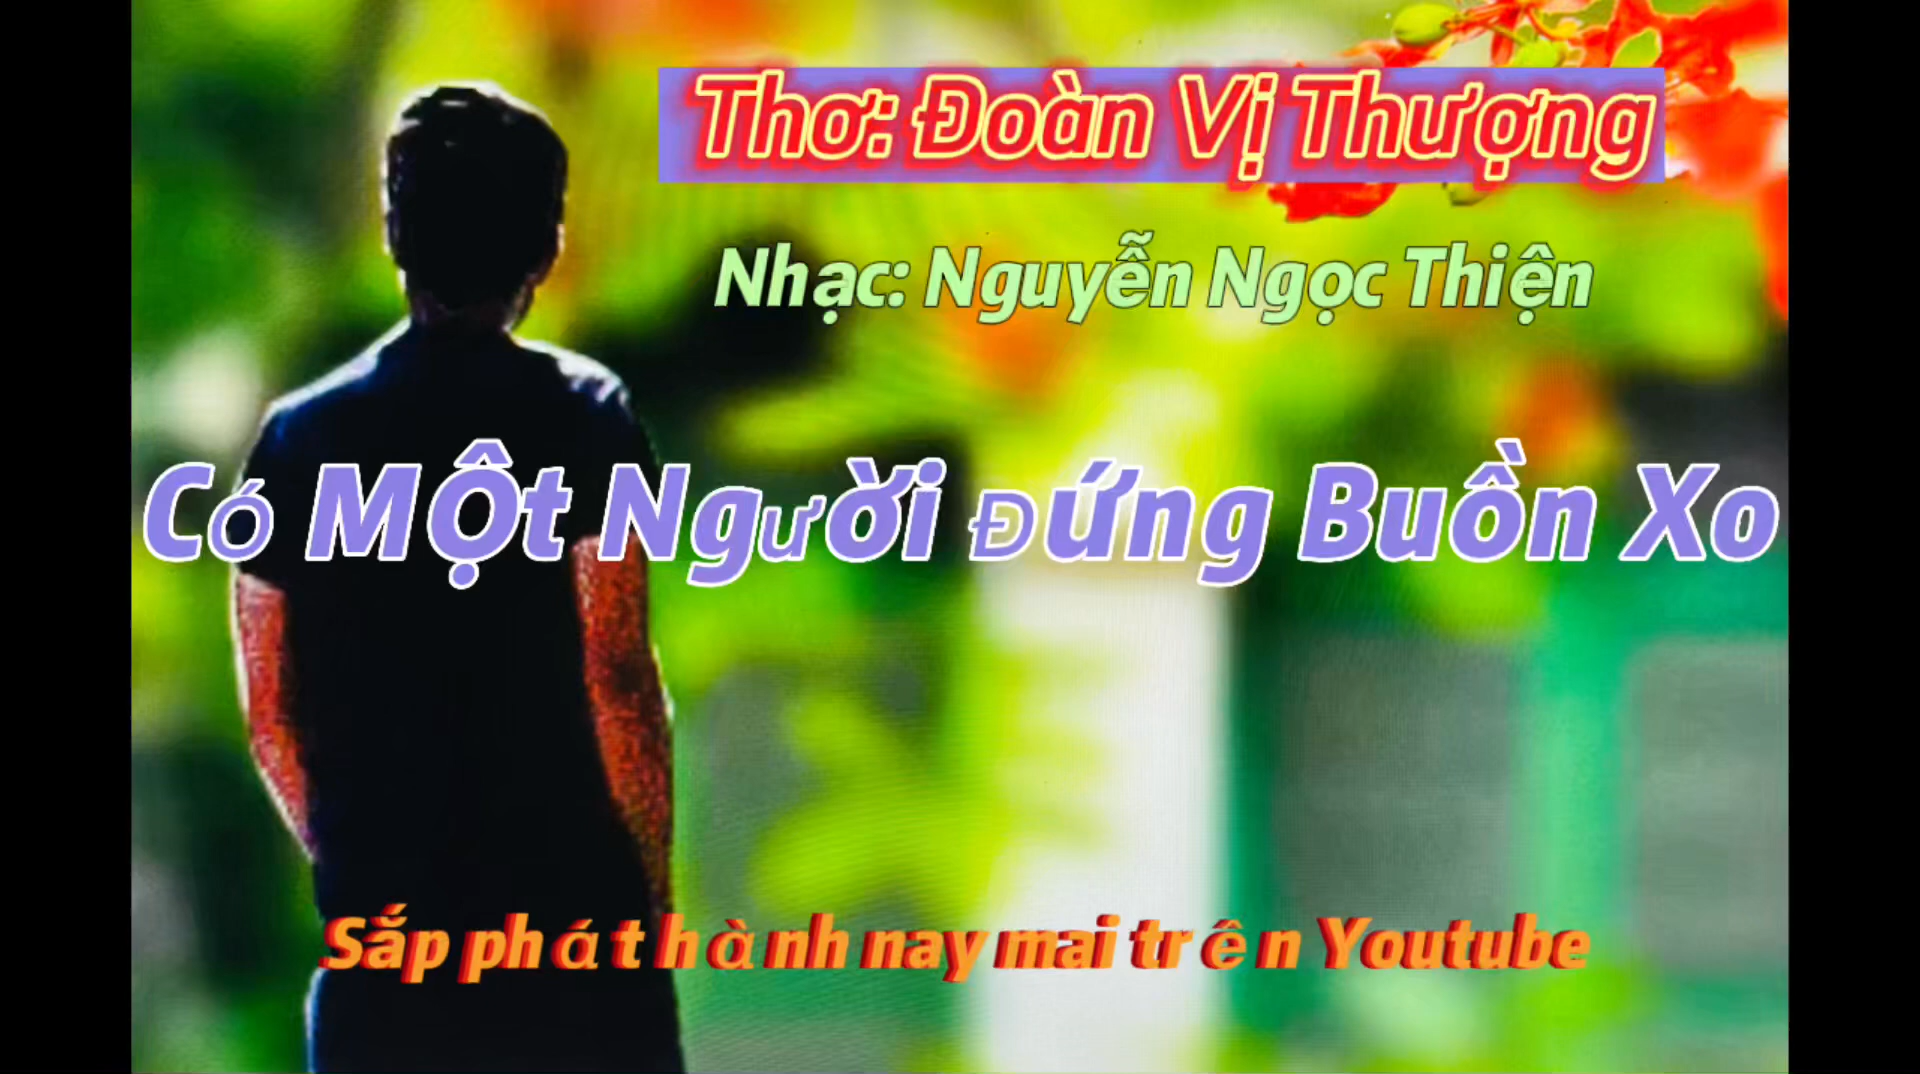 Thơ: Đoàn Vị Thượng
Nhạc: Nguyễn Ngọc Thiện
Có Một Người Đứng Buồn Xo
Sắp phát hành nay mai trên Youtube